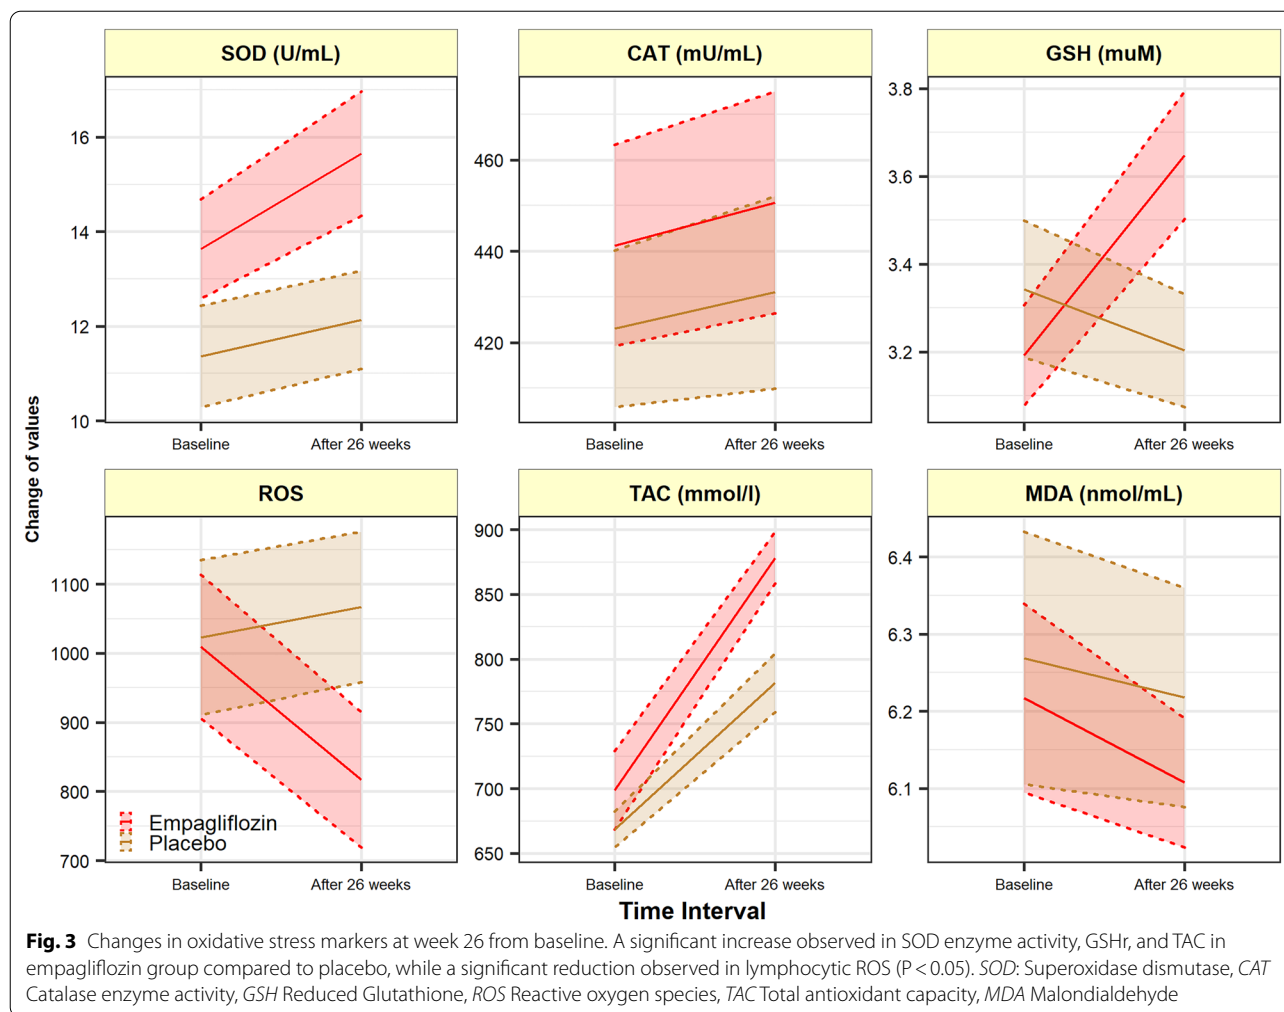 SOD (U/mL)
CAT (mU/mL)
GSH (muM)
16
14
12
10
460
440
420
3.8
3.6
3.4
3.2
Baseline
After 26 weeks
Baseline
After 26 weeks
Baseline
After 26 weeks
Change of values
ROS
TAC (mmol/l)
MDA (nmol/mL)
1100
1000
900
800
700
900
850
800
750
700
650
6.4
6.3
6.2
6.1
Empagliflozin
Placebo
Baseline
After 26 weeks
Baseline
After 26 weeks
Baseline
After 26 weeks
Time Interval
Fig. 3 Changes in oxidative stress markers at week 26 from baseline. A significant increase observed in SOD enzyme activity, GSHr, and TAC in
empagliflozin group compared to placebo, while a significant reduction observed in lymphocytic ROS (P < 0.05). SOD: Superoxidase dismutase, CAT
Catalase enzyme activity, GSH Reduced Glutathione, ROS Reactive oxygen species, TAC Total antioxidant capacity, MDA Malondialdehyde